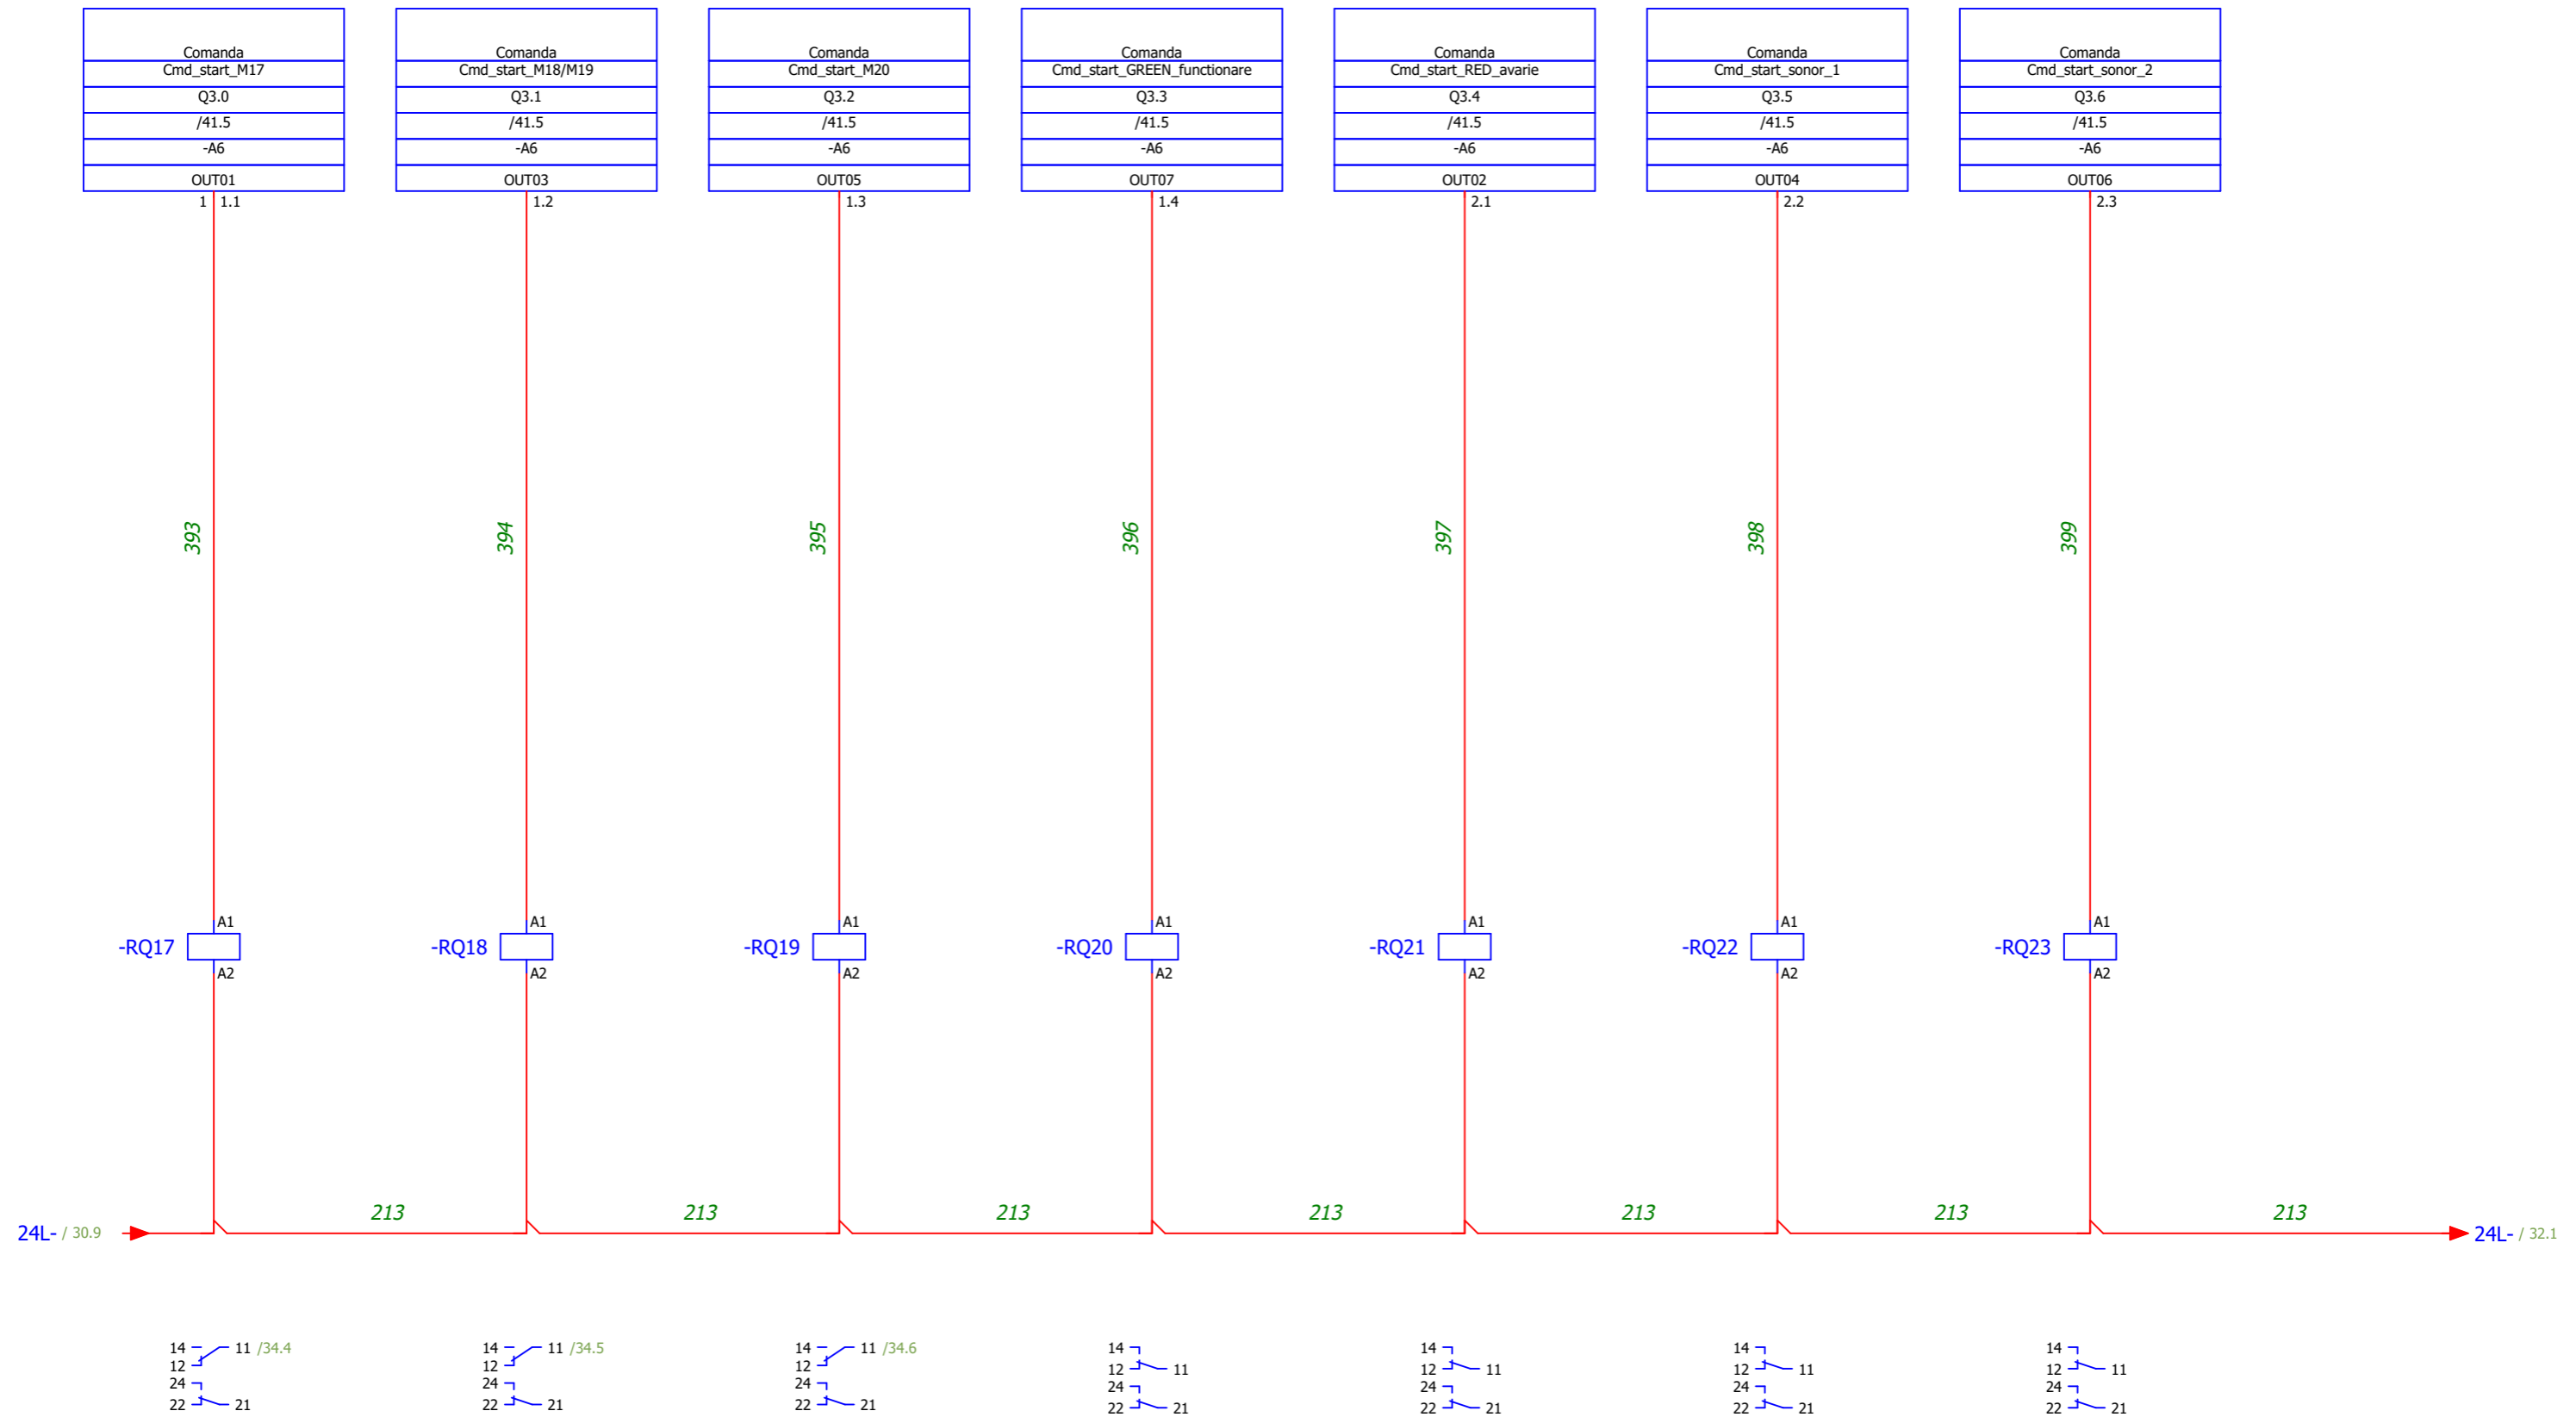 Comanda Comanda Comanda Comanda Comanda Comanda Comanda
Cmd_start_M17 Cmd_start_M18/M19 Cmd_start_M20 Cmd_start_GREEN_functionare Cmd_start_RED_avarie Cmd_start_sonor_1 Cmd_start_sonor_2
Q3.0 Q3.1 Q3.2 Q3.3 Q3.4 Q3.5 Q3.6
/41.5 /41.5 /41.5 /41.5 /41.5 /41.5 /41.5
-A6 -A6 -A6 -A6 -A6 -A6 -A6
OUT01 OUT03 OUT05 OUT07 OUT02 OUT04 OUT06
1 1.1 1.2 1.3 1.4 2.1 2.2 2.3
393 394 395 396 397 398 399
A1 A1 A1 A1 A1 A1 A1
-RQ17 -RQ18 -RQ19 -RQ20 -RQ21 -RQ22 -RQ23
A2 A2 A2 A2 A2 A2 A2
213 213 213 213 213 213 213
24L- / 30.9 24L- / 32.1
14 11 /34.4 14 11 /34.5 14 11 /34.6 14 14 14 14
12 12 12 12 11 12 11 12 11 12 11
24 24 24 24 24 24 24
22 21 22 21 22 21 22 21 22 21 22 21 22 21